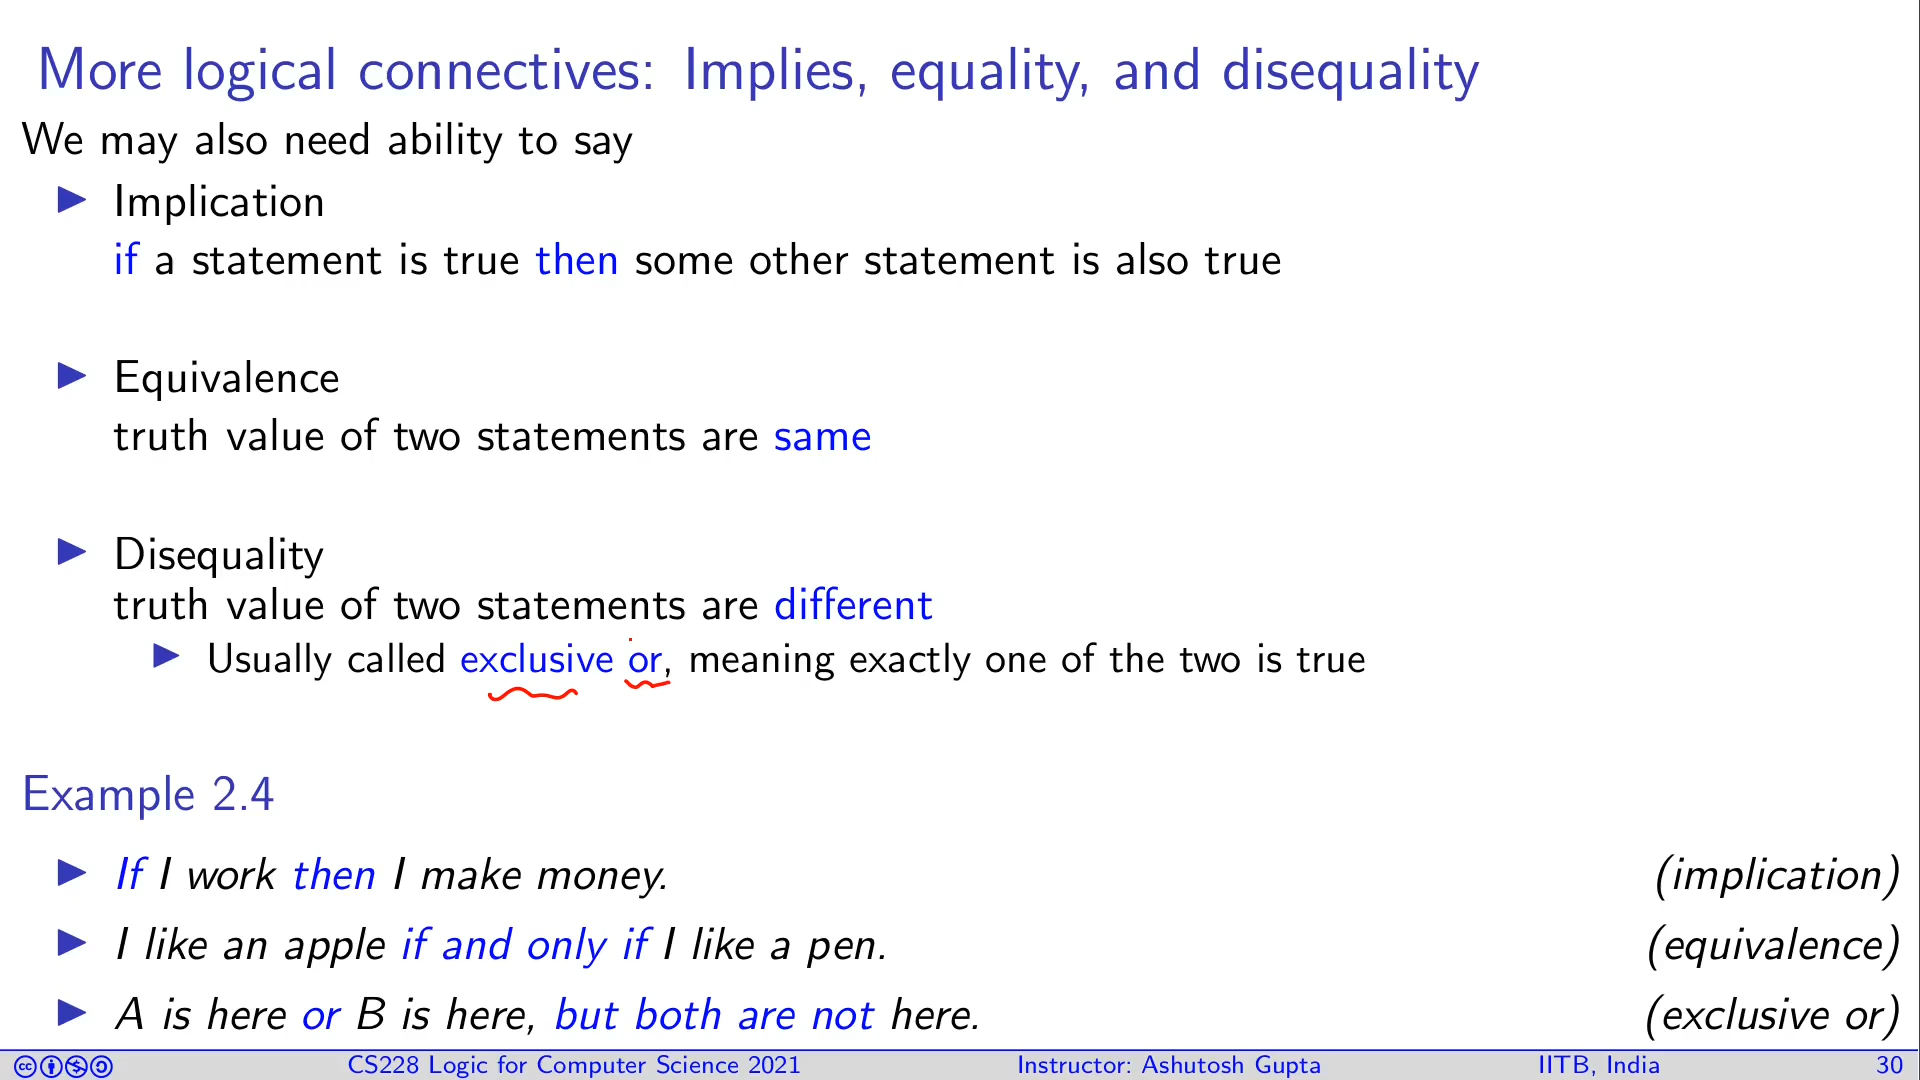 More logical connectives: Implies, equality, and disequality
We may also need ability to say
▶ Implication
if a statement is true then some other statement is also true
▶ Equivalence
truth value of two statements are same
▶ Disequality
truth value of two statements are different
▶ Usually called exclusive or, meaning exactly one of the two is true
Example 2.4
▶ If I work then I make money. (implication)
▶ I like an apple if and only if I like a pen. (equivalence)
▶ A is here or B is here, but both are not here. (exclusive or)
CS228 Logic for Computer Science 2021 Instructor: Ashutosh Gupta IITB, India 30